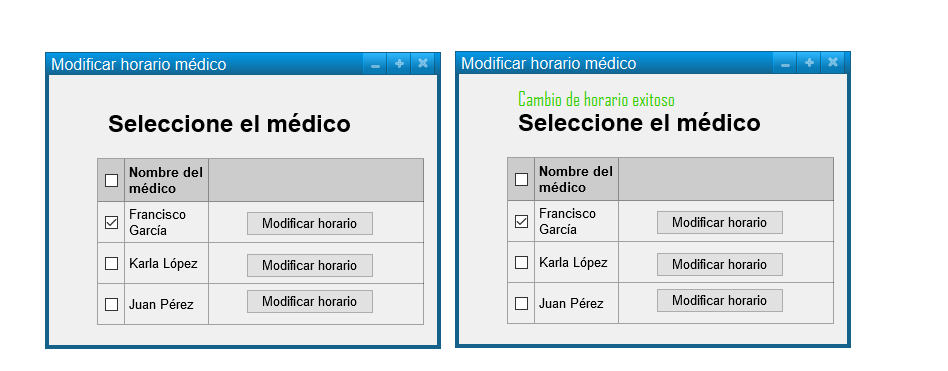 Modificar horario médico
Seleccione el médico
Nombre del
médico
Francisco
García
Modificar horario
Karla López
Modificar horario
Juan Pérez
Modificar horario
Modificar horario médico
Cambio de horario exitoso
Seleccione el médico
Nombre del
médico
Francisco
García
Modificar horario
Karla López
Modificar horario
Juan Pérez
Modificar horario